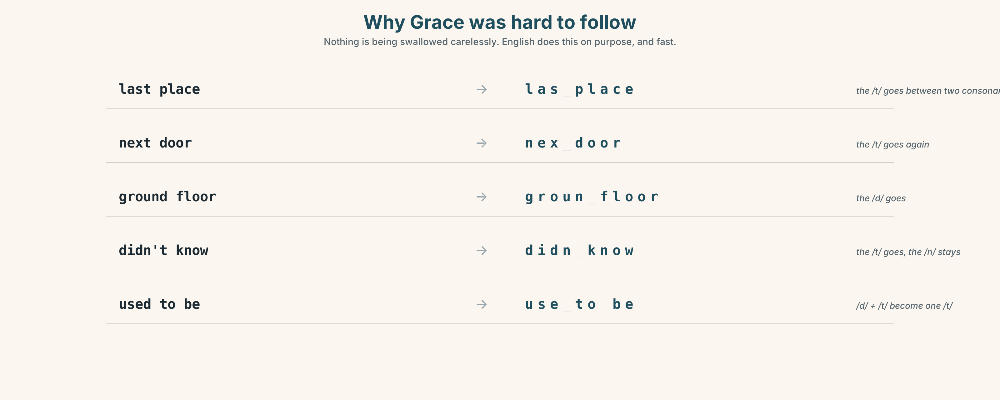 Why Grace was hard to follow
Nothing is being swallowed carelessly. English does this on purpose, and fast.
last place → las_place the /t/ goes between two
next door → nex_door the /t/ goes again
ground floor → groun_floor the /d/ goes
didn't know → didn_know the /t/ goes, the /n/ stays
used to be → use_to be /d/ + /t/ become one /t/